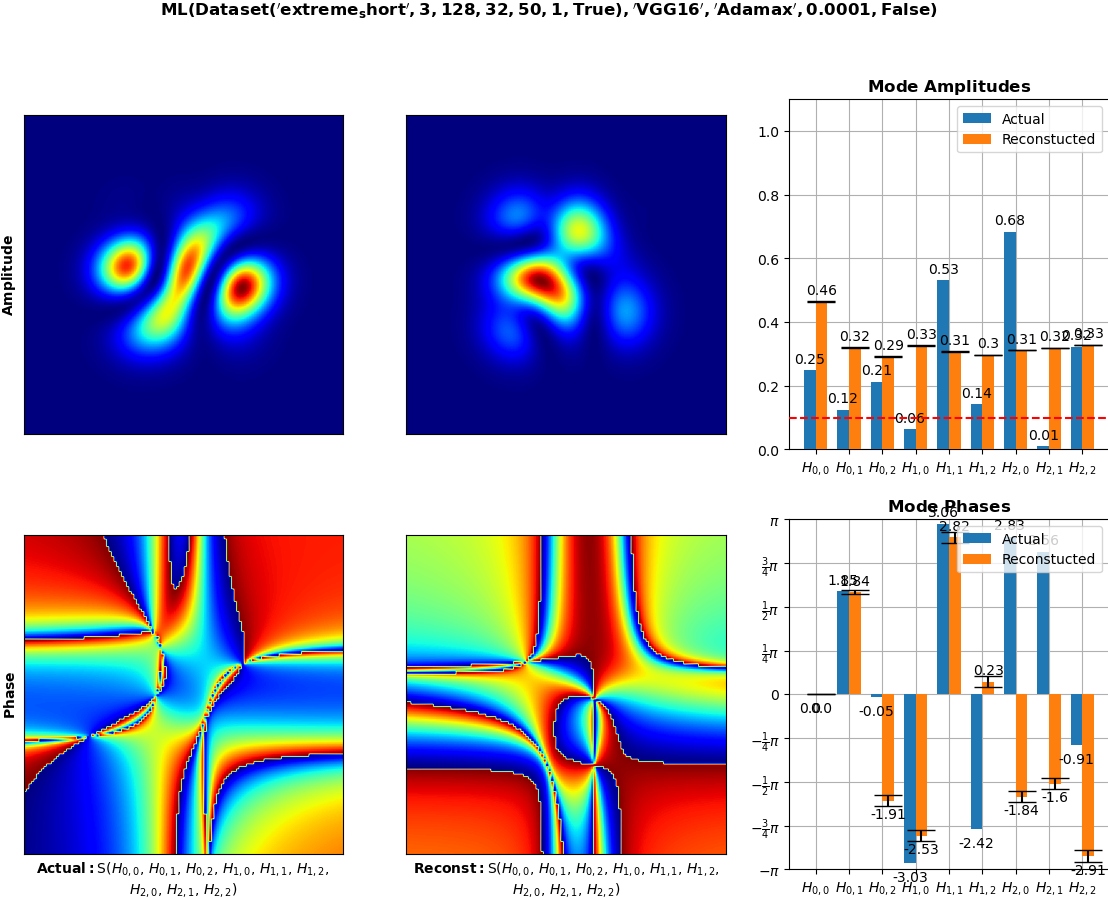 ML(Dataset('extreme_short', 3, 128, 32, 50, 1, True), 'VGG16', 'Adamax', 0.0001, False)
Amplitude
Mode Amplitudes
Actual
Reconstucted
1.0
0.8
0.6
0.4
0.2
0.0
0.25
0.12
0.21
0.06
0.53
0.14
0.68
0.01
0.32
0.46
0.32
0.29
0.33
0.31
0.3
0.31
0.32
0.33
H0,0 H0,1 H0,2 H1,0 H1,1 H1,2 H2,0 H2,1 H2,2
Phase
Mode Phases
Actual
Reconstucted
π
3/4π
1/2π
1/4π
0
−1/4π
−1/2π
−3/4π
−π
0.0
-0.05
-3.03
3.06
-2.42
2.83
-0.91
0.0
1.84
-1.91
-2.53
2.82
0.23
-1.84
-1.6
-2.91
H0,0 H0,1 H0,2 H1,0 H1,1 H1,2 H2,0 H2,1 H2,2
Actual: S(H0,0, H0,1, H0,2, H1,0, H1,1, H1,2,
H2,0, H2,1, H2,2)
Reconst: S(H0,0, H0,1, H0,2, H1,0, H1,1, H1,2,
H2,0, H2,1, H2,2)